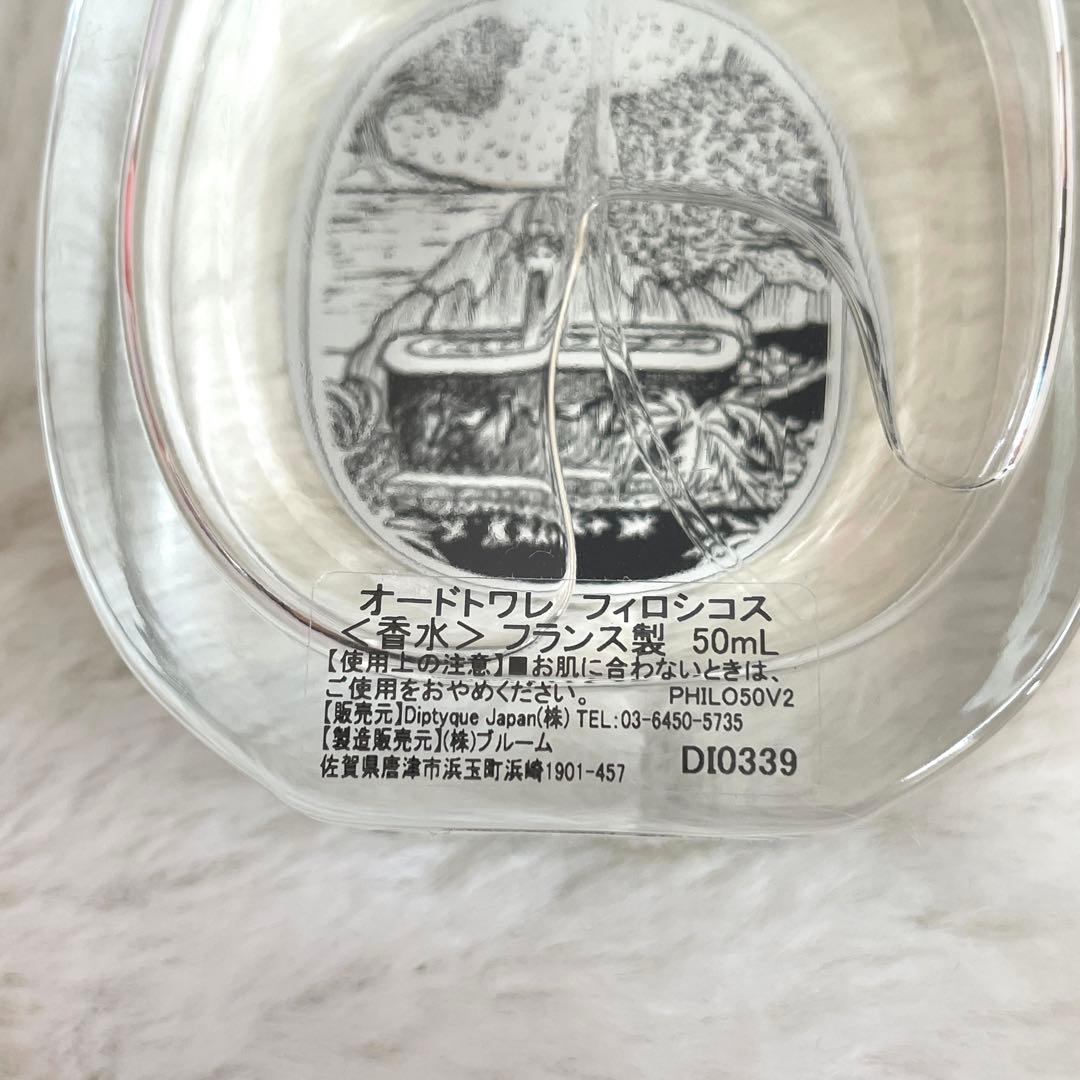 オードトワレ フィロシコス
＜香水＞ フランス製 50mL
【使用上の注意】■お肌に合わないときは、
ご使用をおやめください。 PHILO50V2
【販売元】Diptyque Japan(株) TEL:03-6450-5735
【製造販売元】(株)ブルーム
佐賀県唐津市浜玉町浜崎1901-457 DI0339